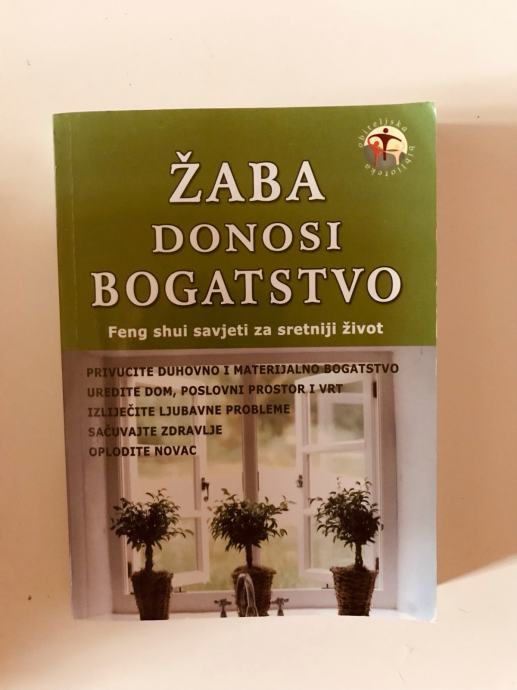 obiteljska biblioteka
ŽABA
DONOSI
BOGATSTVO
Feng shui savjeti za sretniji život
PRIVUCITE DUHOVNO I MATERIJALNO BOGATSTVO
UREDITE DOM, POSLOVNI PROSTOR I VRT
IZLIJEČITE LJUBAVNE PROBLEME
SAČUVAJTE ZDRAVLJE
OPLODITE NOVAC